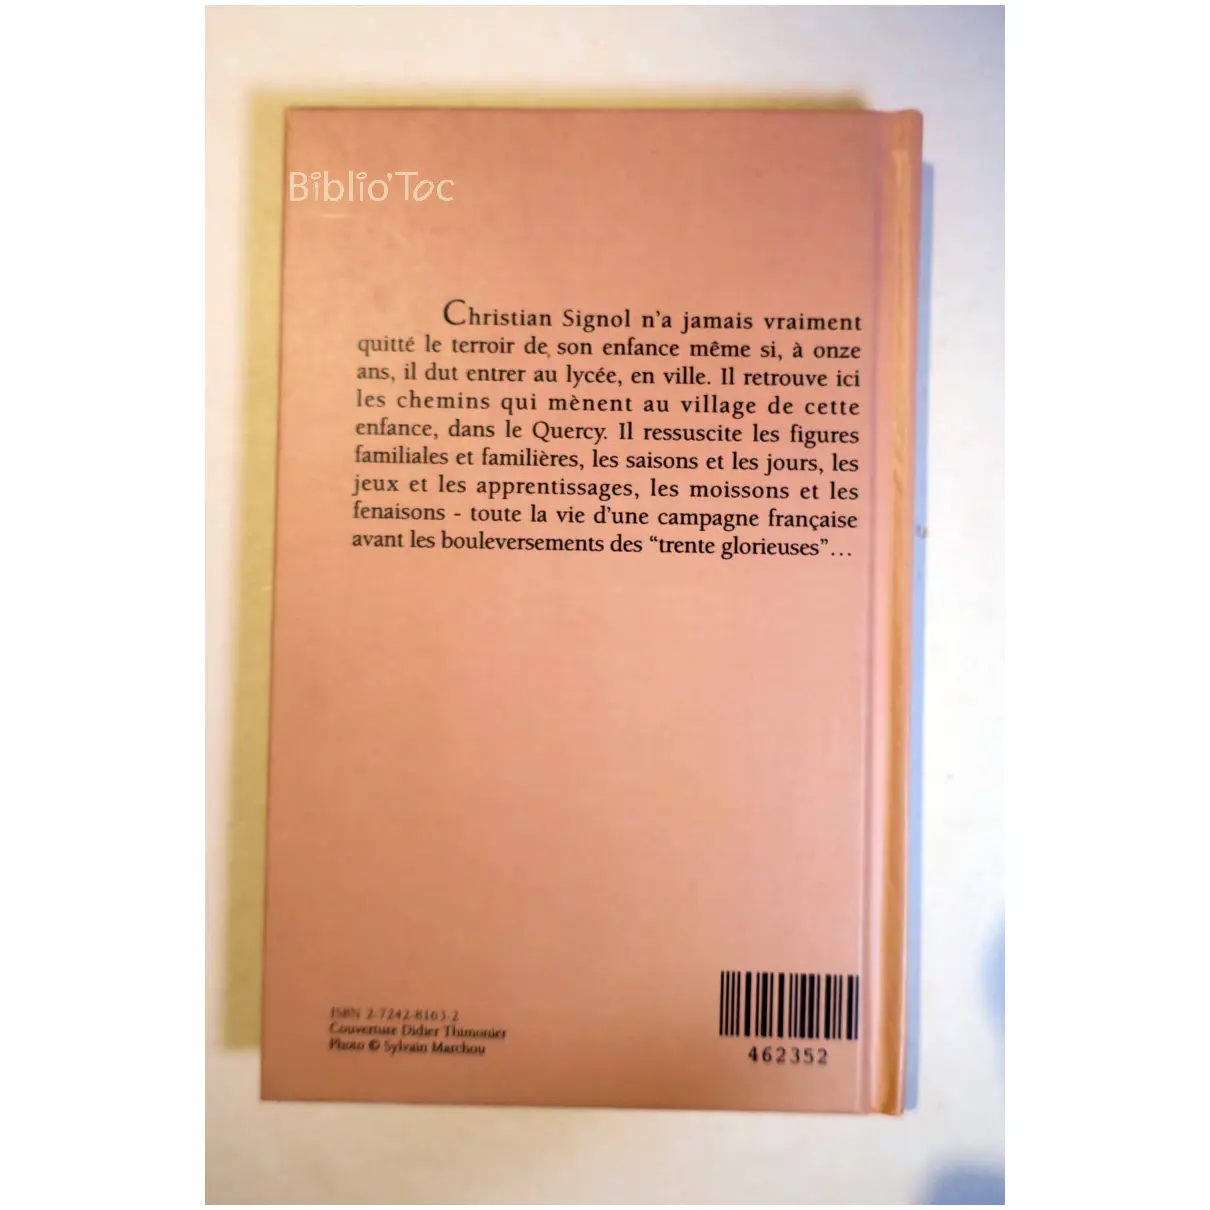 Biblio'Toc
Christian Signol n'a jamais vraiment
quitté le terroir de son enfance même si, à onze
ans, il dut entrer au lycée, en ville. Il retrouve ici
les chemins qui mènent au village de cette
enfance, dans le Quercy. Il ressuscite les figures
familiales et familières, les saisons et les jours, les
jeux et les apprentissages, les moissons et les
fenaisons - toute la vie d'une campagne française
avant les bouleversements des “trente glorieuses”...
ISBN 2-7242-8163-2
Couverture Didier Thimonier
Photo © Sylvain Marchou
462352